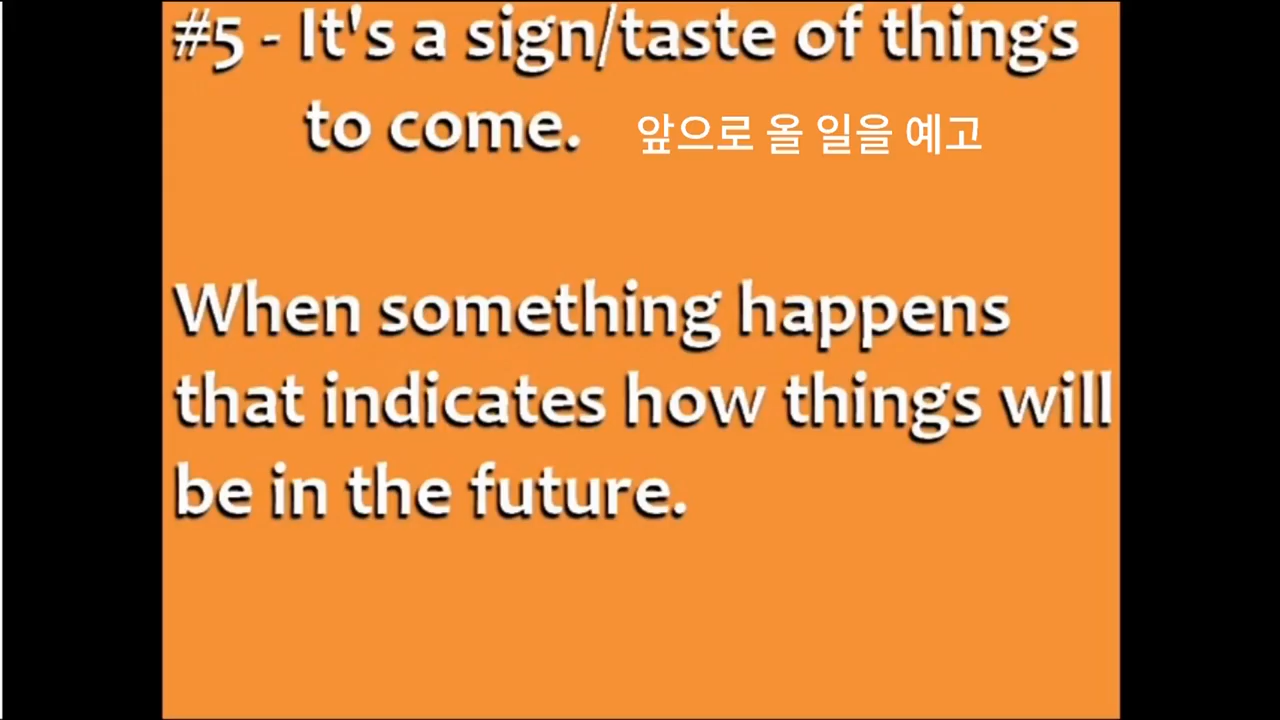 #5 - It's a sign/taste of things
to come. 앞으로 올 일을 예고
When something happens
that indicates how things will
be in the future.